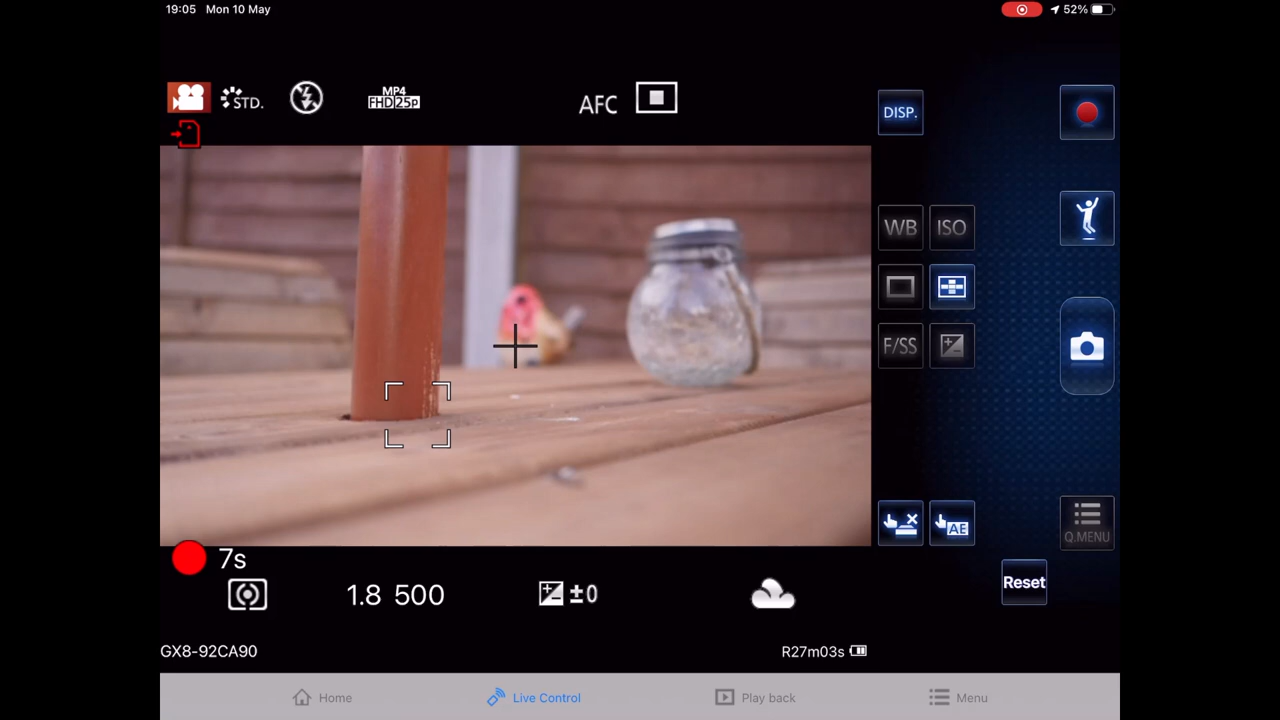 19:05 Mon 10 May
52%
STD.
MP4
FHD 25p
AFC
DISP.
WB ISO
F/SS
AE
Q.MENU
Reset
7s
1.8 500
±0
GX8-92CA90
R27m03s
Home
Live Control
Play back
Menu